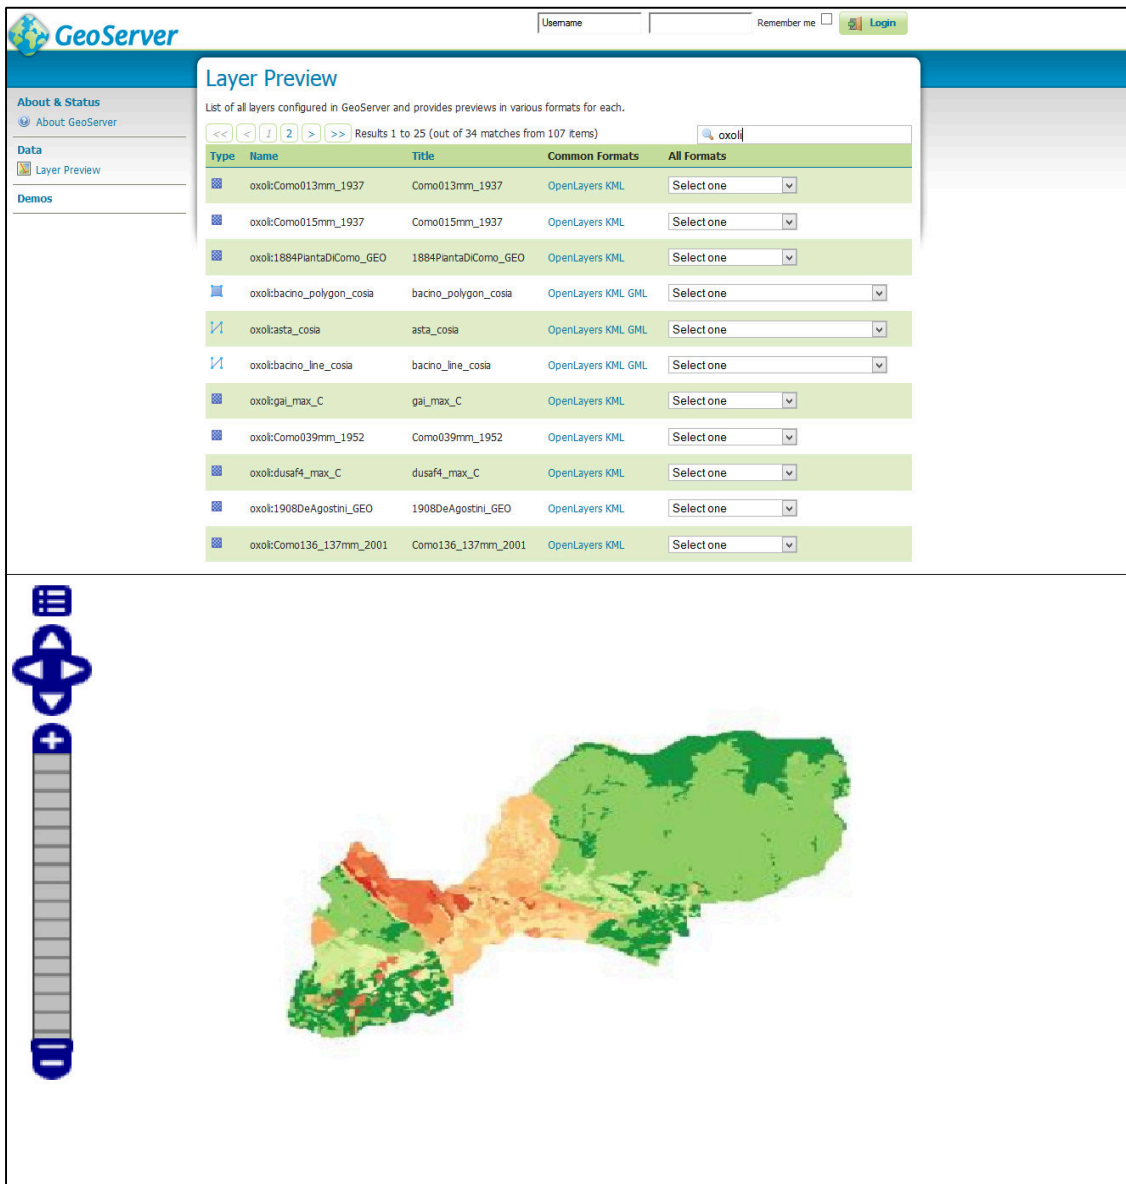 GeoServer
Username
Remember me
Login
Layer Preview
List of all layers configured in GeoServer and provides previews in various formats for each.
About & Status
About GeoServer
Data
Layer Preview
Demos
<< < 1 2 > >> Results 1 to 25 (out of 34 matches from 107 items) oxoli
Type Name Title Common Formats All Formats
oxoli:Como013mm_1937 Como013mm_1937 OpenLayers KML Select one
oxoli:Como015mm_1937 Como015mm_1937 OpenLayers KML Select one
oxoli:1884PiantaDiComo_GEO 1884PiantaDiComo_GEO OpenLayers KML Select one
oxoli:bacino_polygon_cosia bacino_polygon_cosia OpenLayers KML GML Select one
oxoli:asta_cosia asta_cosia OpenLayers KML GML Select one
oxoli:bacino_line_cosia bacino_line_cosia OpenLayers KML GML Select one
oxoli:gai_max_C gai_max_C OpenLayers KML Select one
oxoli:Como039mm_1952 Como039mm_1952 OpenLayers KML Select one
oxoli:dusaf4_max_C dusaf4_max_C OpenLayers KML Select one
oxoli:1908DeAgostini_GEO 1908DeAgostini_GEO OpenLayers KML Select one
oxoli:Como136_137mm_2001 Como136_137mm_2001 OpenLayers KML Select one